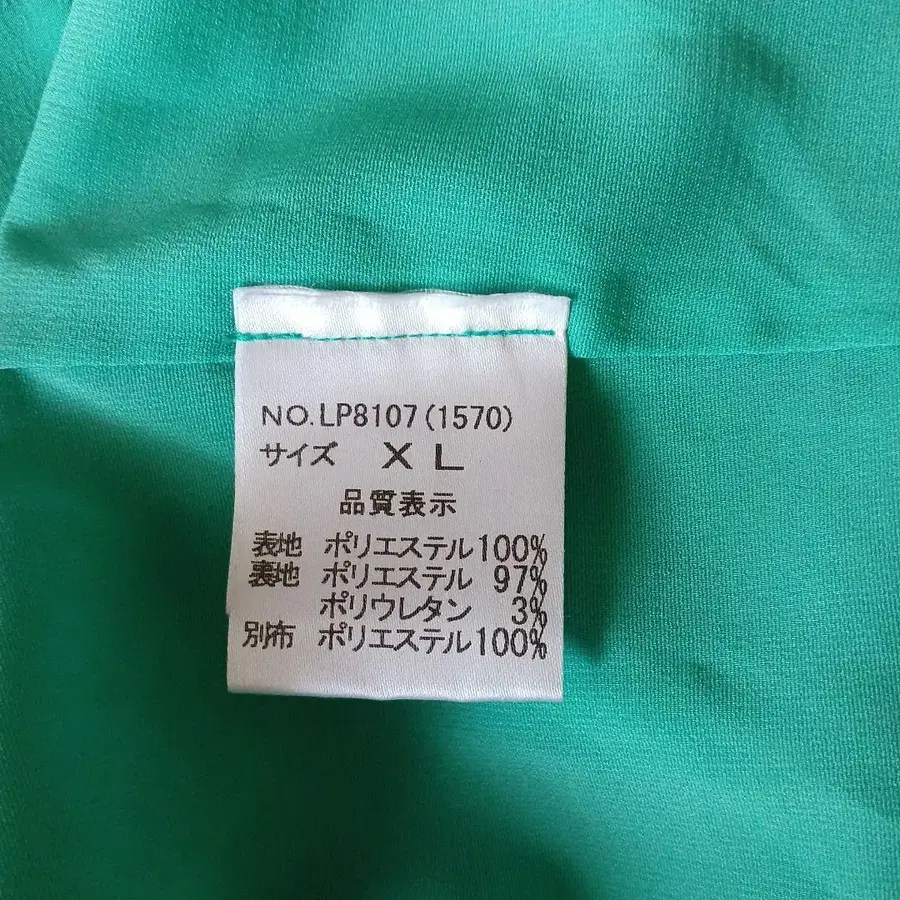 NO.LP8107(1570)
サイズ XL
品質表示
表地 ポリエステル100%
裏地 ポリエステル 97%
ポリウレタン 3%
別布 ポリエステル100%